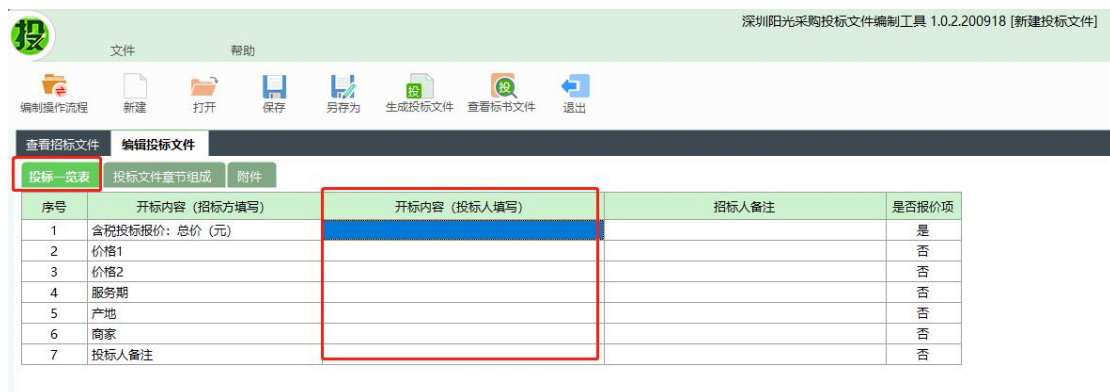 深圳阳光采购投标文件编制工具 1.0.2.200918 [新建投标文件]
投
文件 帮助
编制操作流程 新建 打开 保存 另存为 生成投标文件 查看标书文件 退出
查看招标文件 编辑投标文件
投标一览表 投标文件章节组成 附件
序号 开标内容（招标方填写） 开标内容（投标人填写） 招标人备注 是否报价项
1 含税投标报价：总价（元） 是
2 价格1 否
3 价格2 否
4 服务期 否
5 产地 否
6 商家 否
7 投标人备注 否